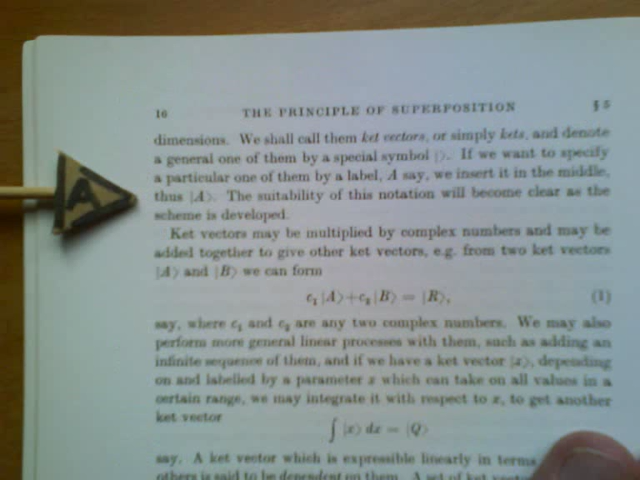 16 THE PRINCIPLE OF SUPERPOSITION § 5
dimensions. We shall call them ket vectors, or simply kets, and denote
a general one of them by a special symbol |⟩. If we want to specify
a particular one of them by a label, A say, we insert it in the middle,
thus |A⟩. The suitability of this notation will become clear as the
scheme is developed.
A
Ket vectors may be multiplied by complex numbers and may be
added together to give other ket vectors, e.g. from two ket vectors
|A⟩ and |B⟩ we can form
c₁|A⟩+c₂|B⟩ = |R⟩, (1)
say, where c₁ and c₂ are any two complex numbers. We may also
perform more general linear processes with them, such as adding an
infinite sequence of them, and if we have a ket vector |x⟩, depending
on and labelled by a parameter x which can take on all values in a
certain range, we may integrate it with respect to x, to get another
ket vector
∫ |x⟩ dx = |Q⟩
say. A ket vector which is expressible linearly in terms
others is said to be dependent on them. A set of ket